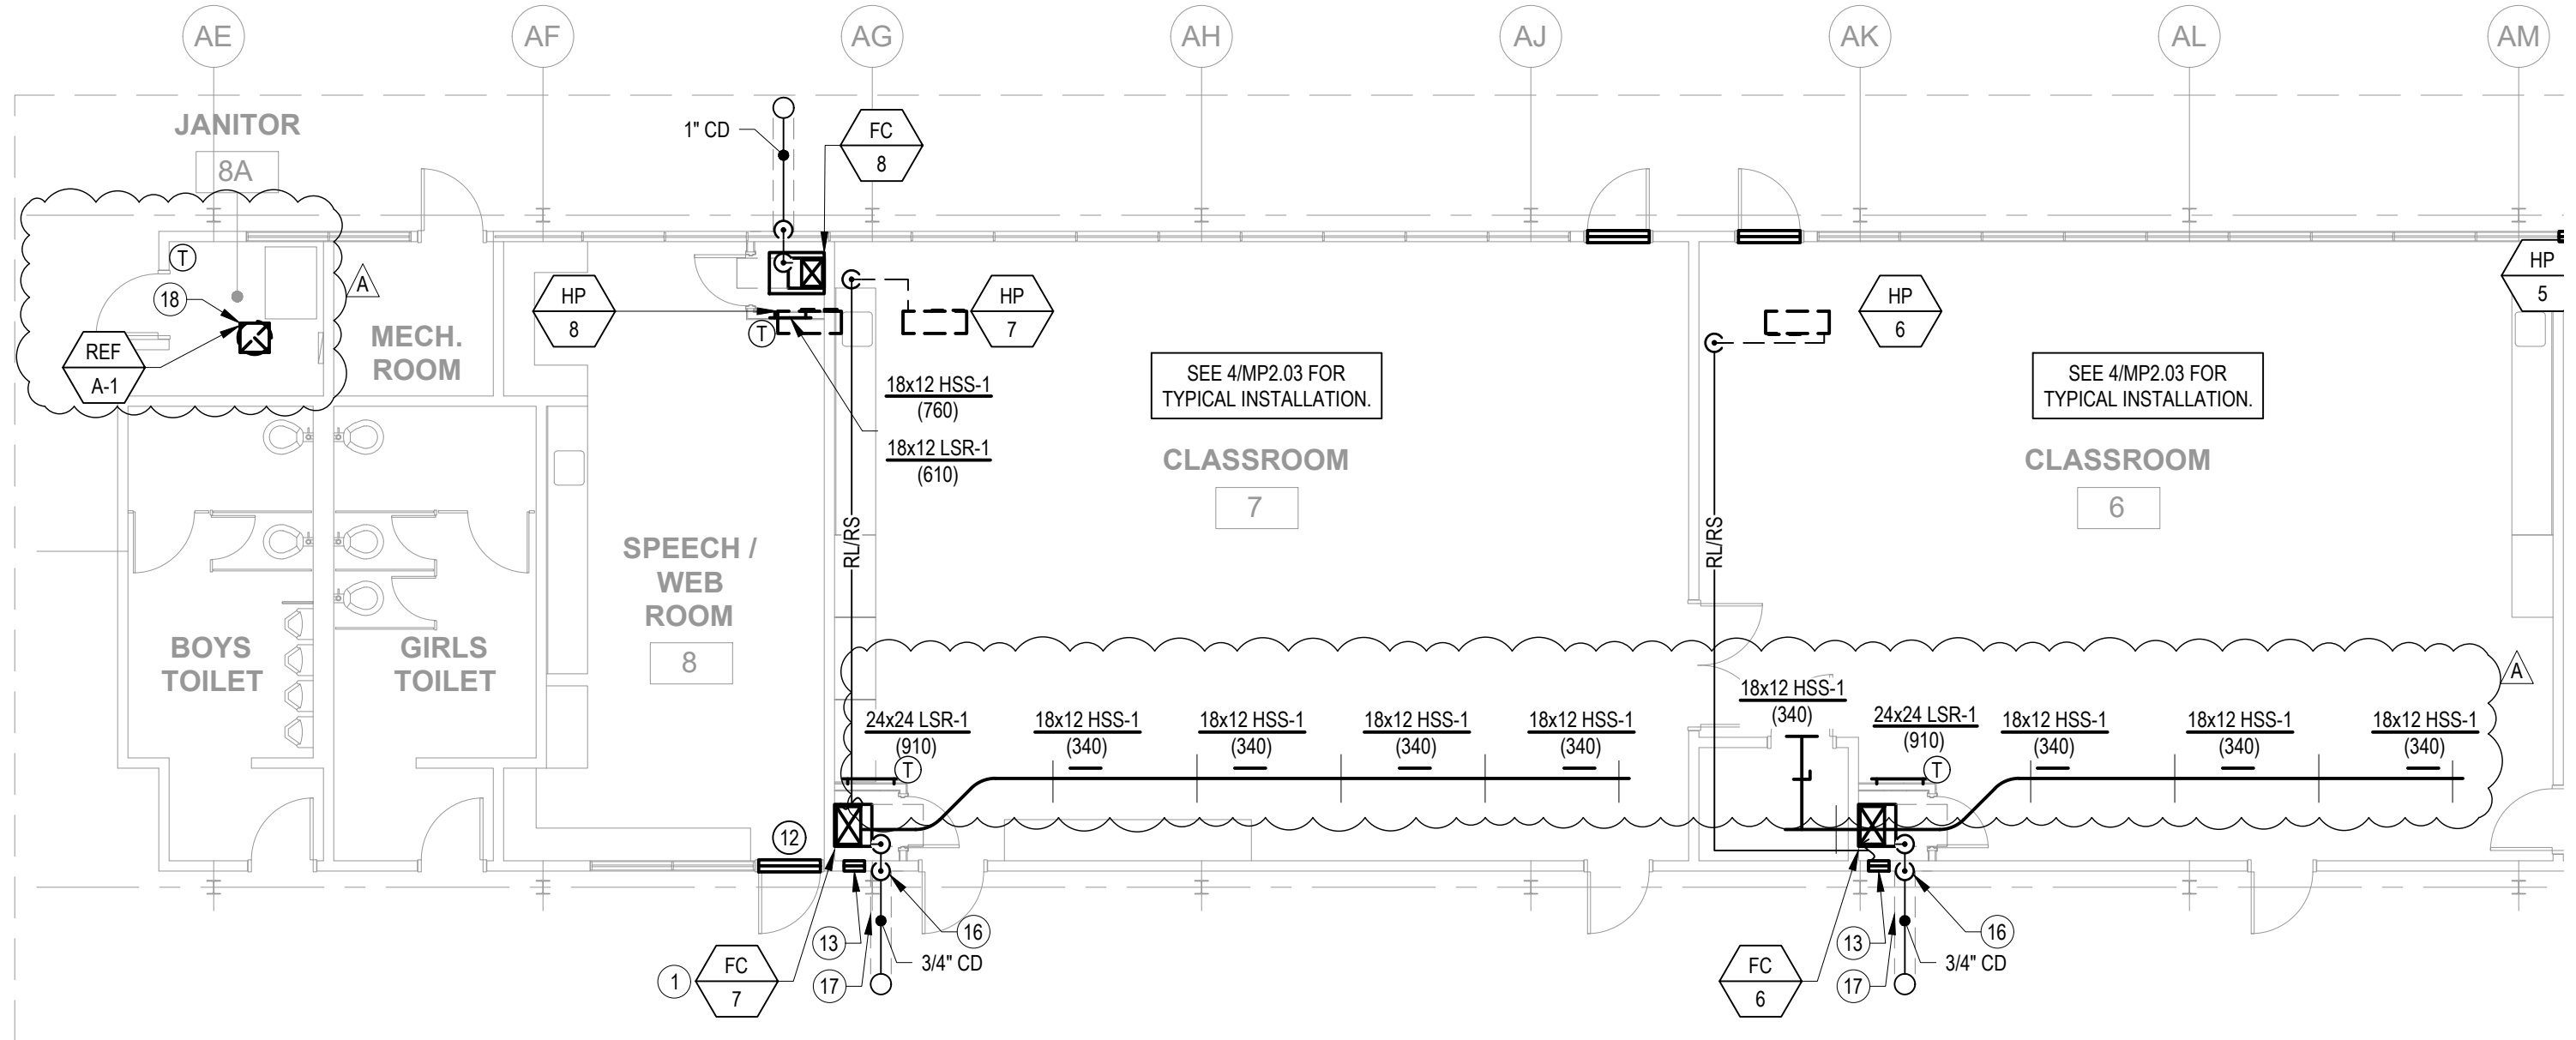 AE
AF
AG
AH
AJ
AK
AL
AM
JANITOR
8A
1" CD
FC
8
T
18
A
REF
A-1
MECH.
ROOM
HP
8
T
HP
7
HP
6
HP
5
18x12 HSS-1
(760)
18x12 LSR-1
(610)
SEE 4/MP2.03 FOR
TYPICAL INSTALLATION.
SEE 4/MP2.03 FOR
TYPICAL INSTALLATION.
CLASSROOM
7
CLASSROOM
6
RL/RS
RL/RS
SPEECH /
WEB
ROOM
8
BOYS
TOILET
GIRLS
TOILET
A
24x24 LSR-1
(910)
T
18x12 HSS-1
(340)
18x12 HSS-1
(340)
18x12 HSS-1
(340)
18x12 HSS-1
(340)
18x12 HSS-1
(340)
24x24 LSR-1
(910)
T
18x12 HSS-1
(340)
18x12 HSS-1
(340)
18x12 HSS-1
(340)
12
1
FC
7
13
17
16
3/4" CD
FC
6
13
17
16
3/4" CD